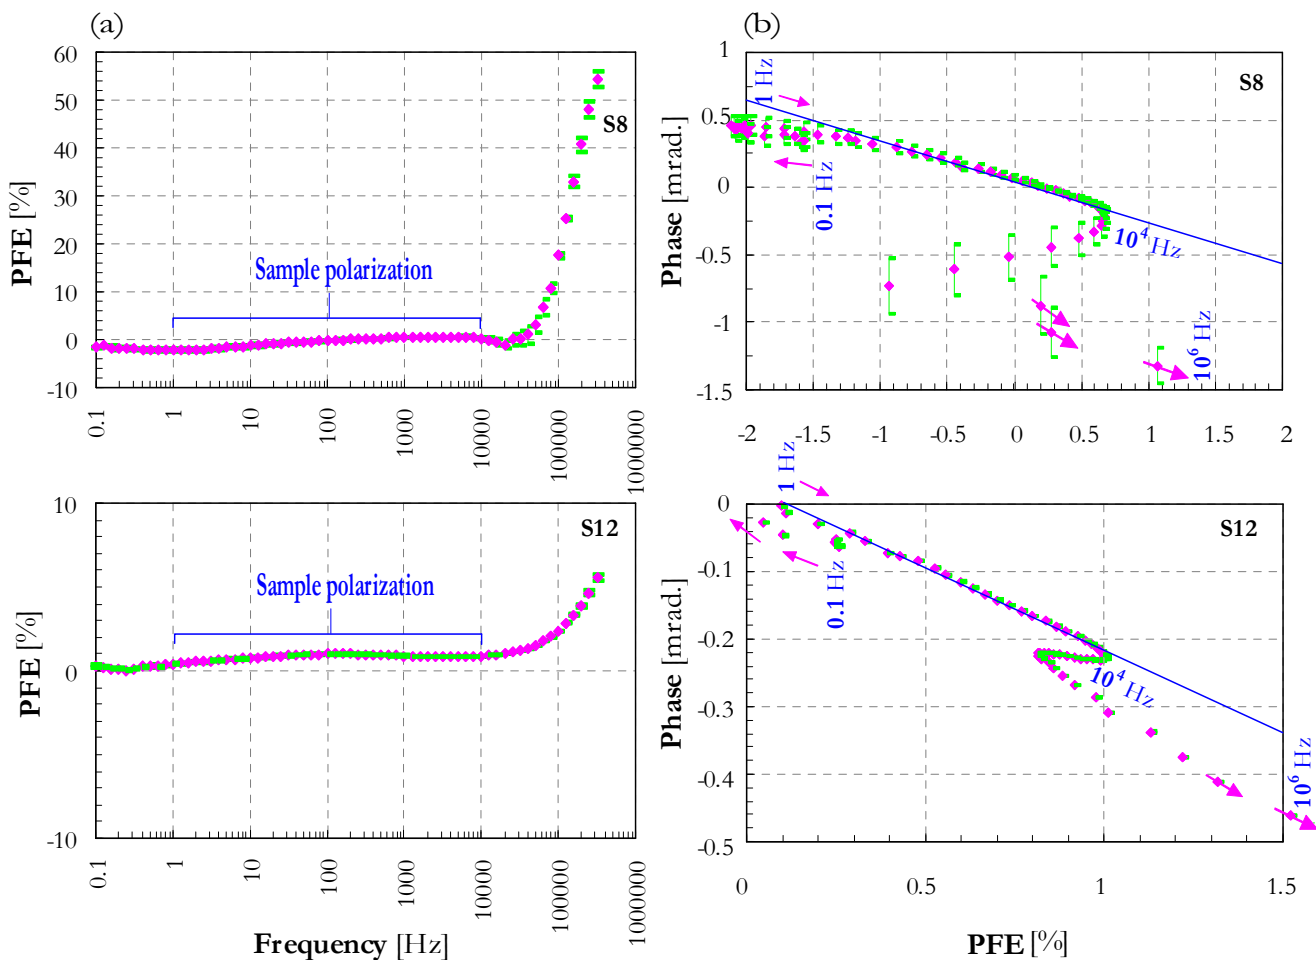 (a)
(b)
60
50
40
30
20
10
0
-10
PFE [%]
S8
Sample polarization
0.1
1
10
100
1000
10000
100000
1000000
1
0.5
0
-0.5
-1
-1.5
Phase [mrad.]
S8
1 Hz
0.1 Hz
10⁴ Hz
10⁶ Hz
-2
-1.5
-1
-0.5
0
0.5
1
1.5
2
10
0
-10
PFE [%]
S12
Sample polarization
0.1
1
10
100
1000
10000
100000
1000000
Frequency [Hz]
0
-0.1
-0.2
-0.3
-0.4
-0.5
Phase [mrad.]
S12
1 Hz
0.1 Hz
10⁴ Hz
10⁶ Hz
0
0.5
1
1.5
PFE [%]